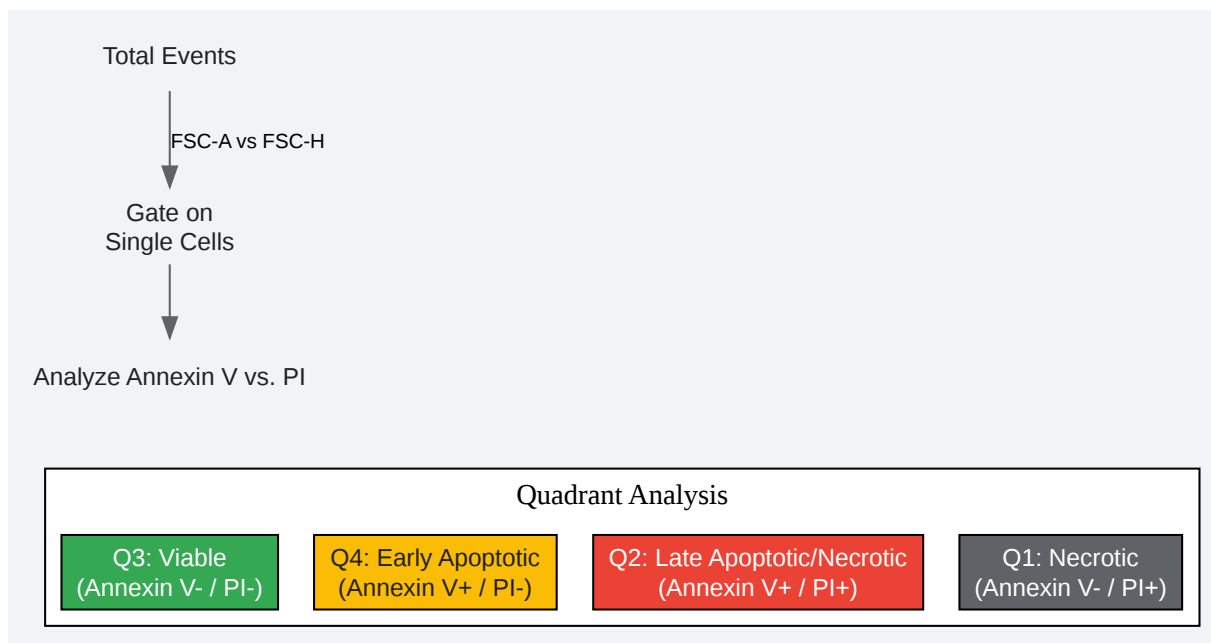 Total Events
FSC-A vs FSC-H
Gate on
Single Cells
Analyze Annexin V vs. PI
Quadrant Analysis
Q3: Viable
(Annexin V- / PI-)
Q4: Early Apoptotic
(Annexin V+ / PI-)
Q2: Late Apoptotic/Necrotic
(Annexin V+ / PI+)
Q1: Necrotic
(Annexin V- / PI+)